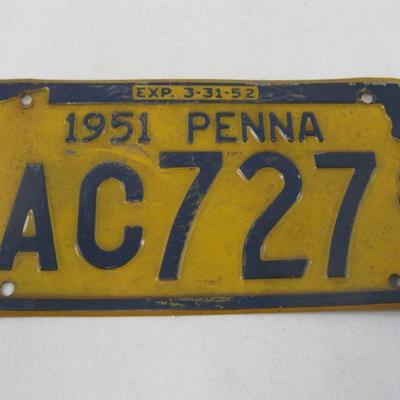 EXP. 3-31-52
1951 PENNA
AC727